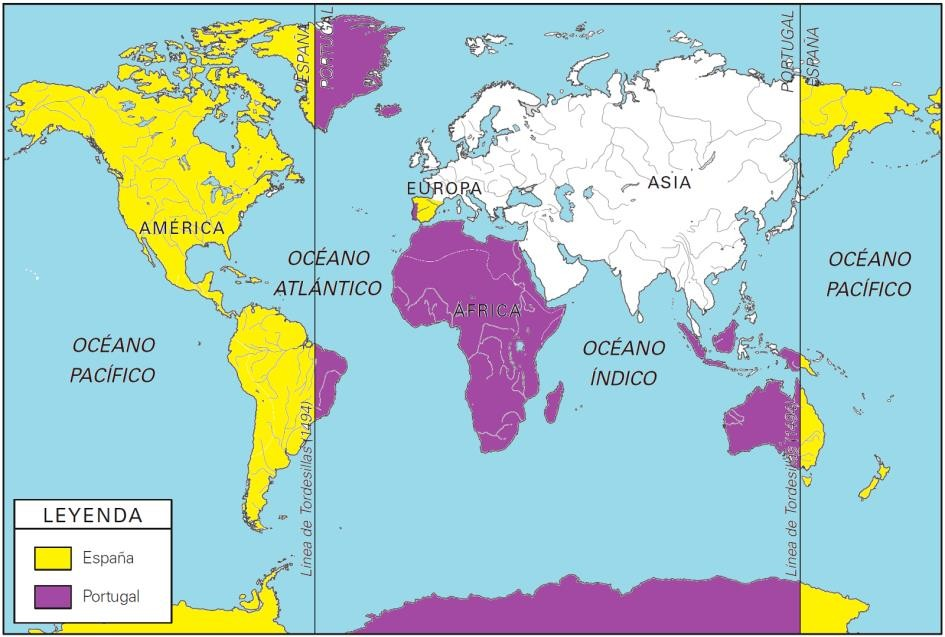 ESPAÑA
PORTUGAL
PORTUGAL
ESPAÑA
EUROPA
ASIA
AMÉRICA
OCÉANO
ATLÁNTICO
OCÉANO
PACÍFICO
ÁFRICA
OCÉANO
PACÍFICO
OCÉANO
ÍNDICO
Línea de Tordesillas (1494)
Línea de Tordesillas (1494)
LEYENDA
España
Portugal